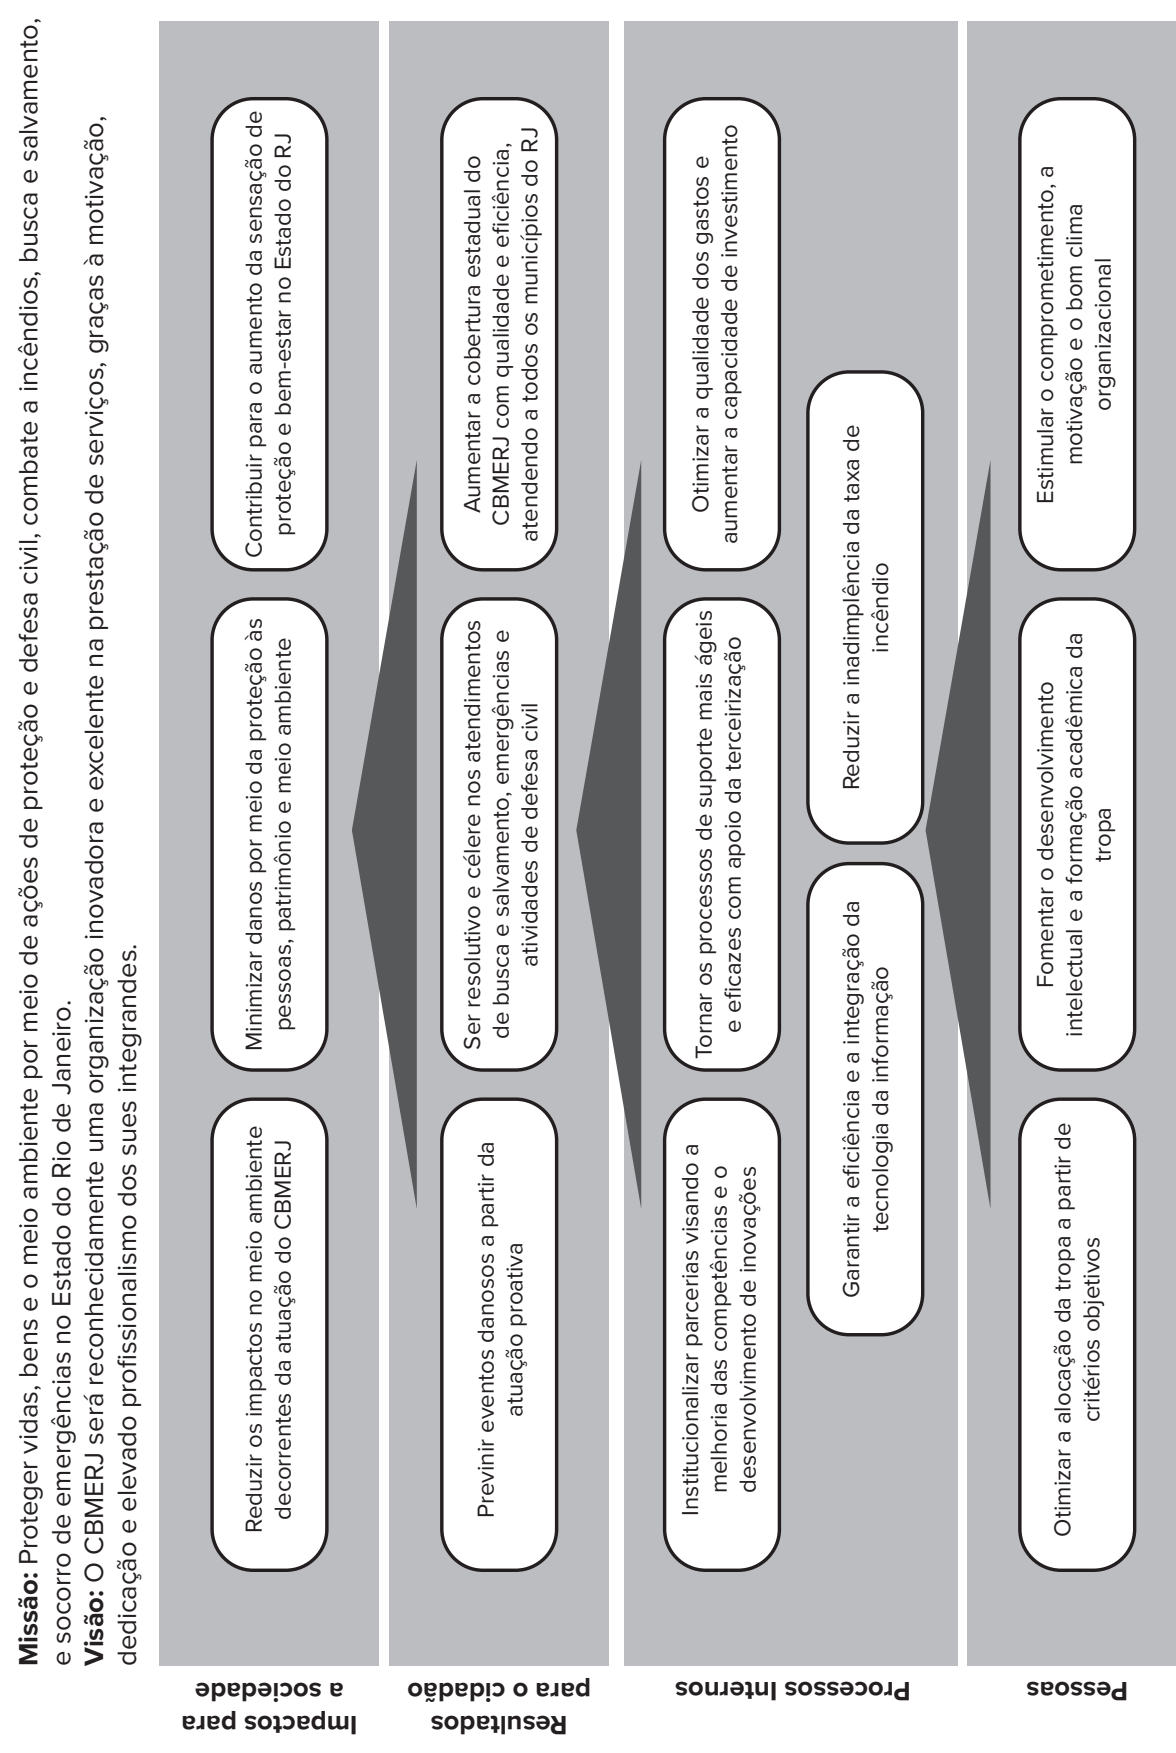 Missão: Proteger vidas, bens e o meio ambiente por meio de ações de proteção e defesa civil, combate a incêndios, busca e salvamento,
e socorro de emergências no Estado do Rio de Janeiro.
Visão: O CBMERJ será reconhecidamente uma organização inovadora e excelente na prestação de serviços, graças à motivação,
dedicação e elevado profissionalismo dos sues integrandes.
Impactos para
a sociedade
Reduzir os impactos no meio ambiente
decorrentes da atuação do CBMERJ
Minimizar danos por meio da proteção às
pessoas, patrimônio e meio ambiente
Contribuir para o aumento da sensação de
proteção e bem-estar no Estado do RJ
Resultados
para o cidadão
Previnir eventos danosos a partir da
atuação proativa
Ser resolutivo e célere nos atendimentos
de busca e salvamento, emergências e
atividades de defesa civil
Aumentar a cobertura estadual do
CBMERJ com qualidade e eficiência,
atendendo a todos os municípios do RJ
Processos Internos
Institucionalizar parcerias visando a
melhoria das competências e o
desenvolvimento de inovações
Tornar os processos de suporte mais ágeis
e eficazes com apoio da terceirização
Otimizar a qualidade dos gastos e
aumentar a capacidade de investimento
Garantir a eficiência e a integração da
tecnologia da informação
Reduzir a inadimplência da taxa de
incêndio
Pessoas
Otimizar a alocação da tropa a partir de
critérios objetivos
Fomentar o desenvolvimento
intelectual e a formação acadêmica da
tropa
Estimular o comprometimento, a
motivação e o bom clima
organizacional